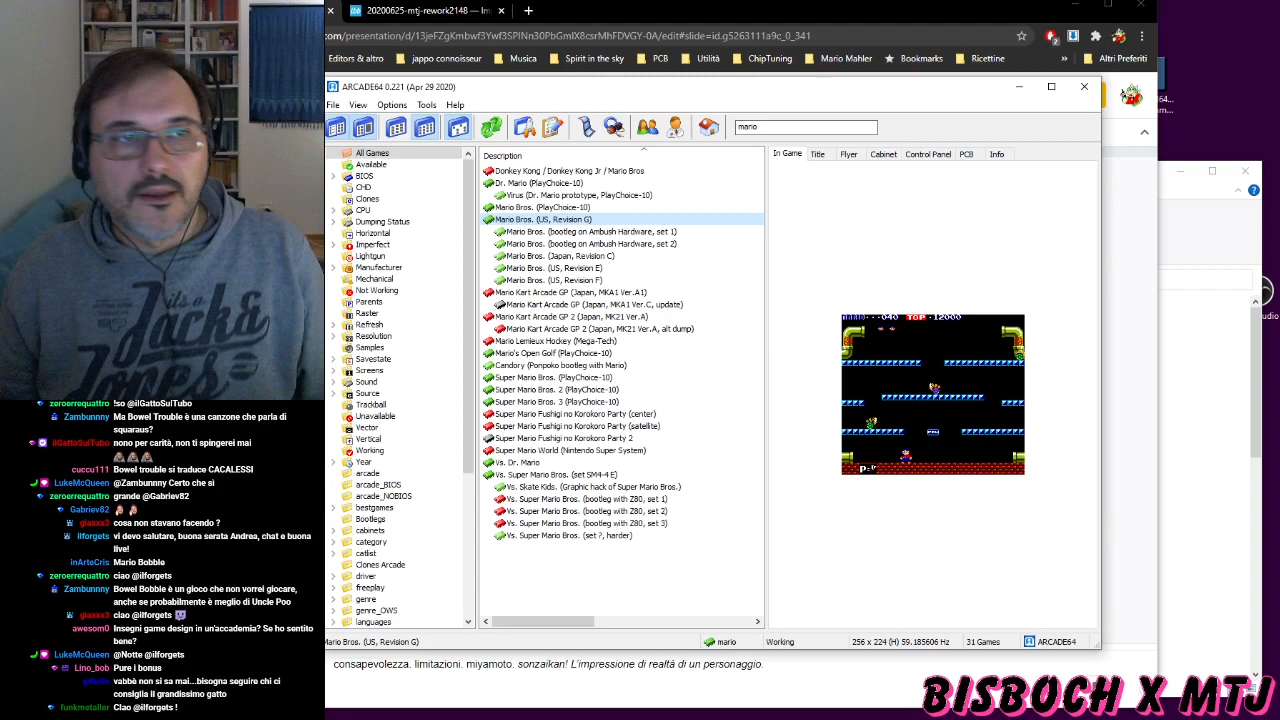 20200625-mtj-rework2148 — Im
com/presentation/d/13jeFZgKmbwf3Ywf3SPINn30PbGmIX8csrMhFDVGY-0A/edit#slide=id.g5263111a9c_0_341
Editors & altro
jappo connoisseur
Musica
Spirit in the sky
PCB
Utilità
ChipTuning
Mario Mahler
Bookmarks
Ricettine
Altri Preferiti
ARCADE64 0.221 (Apr 29 2020)
File View Options Tools Help
mario
All Games
Available
BIOS
CHD
Clones
CPU
Dumping Status
Horizontal
Imperfect
Lightgun
Manufacturer
Mechanical
Not Working
Parents
Raster
Refresh
Resolution
Samples
Savestate
Screens
Sound
Source
Trackball
Unavailable
Vector
Vertical
Working
Year
arcade
arcade_BIOS
arcade_NOBIOS
bestgames
Bootlegs
cabinets
category
catlist
Clones Arcade
driver
freeplay
genre
genre_OWS
languages
Description
Donkey Kong / Donkey Kong Jr / Mario Bros
Dr. Mario (PlayChoice-10)
Virus (Dr. Mario prototype, PlayChoice-10)
Mario Bros. (PlayChoice-10)
Mario Bros. (US, Revision G)
Mario Bros. (bootleg on Ambush Hardware, set 1)
Mario Bros. (bootleg on Ambush Hardware, set 2)
Mario Bros. (Japan, Revision C)
Mario Bros. (US, Revision E)
Mario Bros. (US, Revision F)
Mario Kart Arcade GP (Japan, MKA1 Ver.A1)
Mario Kart Arcade GP (Japan, MKA1 Ver.C, update)
Mario Kart Arcade GP 2 (Japan, MK21 Ver.A)
Mario Kart Arcade GP 2 (Japan, MK21 Ver.A, alt dump)
Mario Lemieux Hockey (Mega-Tech)
Mario's Open Golf (PlayChoice-10)
Candory (Ponpoko bootleg with Mario)
Super Mario Bros. (PlayChoice-10)
Super Mario Bros. 2 (PlayChoice-10)
Super Mario Bros. 3 (PlayChoice-10)
Super Mario Fushigi no Korokoro Party (center)
Super Mario Fushigi no Korokoro Party (satellite)
Super Mario Fushigi no Korokoro Party 2
Super Mario World (Nintendo Super System)
Vs. Dr. Mario
Vs. Super Mario Bros. (set SM4-4 E)
Vs. Skate Kids. (Graphic hack of Super Mario Bros.)
Vs. Super Mario Bros. (bootleg with Z80, set 1)
Vs. Super Mario Bros. (bootleg with Z80, set 2)
Vs. Super Mario Bros. (bootleg with Z80, set 3)
Vs. Super Mario Bros. (set ?, harder)
In Game Title Flyer Cabinet Control Panel PCB Info
TOP
12000
Mario Bros. (US, Revision G)
mario
Working
256 x 224 (H) 59.185606 Hz
31 Games
ARCADE64
consapevolezza. limitazioni. miyamoto. sonzaikan! L'impressione di realtà di un personaggio.
zeroerrequattro !so @ilGattoSulTubo
Zambunnny Ma Bowel Trouble è una canzone che parla di
squaraus?
ilGattoSulTubo nono per carità, non ti spingerei mai
cuccu111 Bowel trouble si traduce CACALESSI
LukeMcQueen @Zambunnny Certo che sì
zeroerrequattro grande @Gabriev82
Gabriev82
giaxxx3 cosa non stavano facendo ?
ilforgets vi devo salutare, buona serata Andrea, chat e buona
live!
inArteCris Mario Bobble
zeroerrequattro ciao @ilforgets
Zambunnny Bowel Bobble è un gioco che non vorrei giocare,
anche se probabilmente è meglio di Uncle Poo
giaxxx3 ciao @ilforgets
awesom0 Insegni game design in un'accademia? Se ho sentito
bene?
LukeMcQueen @Notte @ilforgets
Lino_bob Pure i bonus
vabbè non si sa mai...bisogna seguire chi ci
consiglia il grandissimo gatto
funkmetaller CIao @ilforgets !
BISBOCH X MTJ